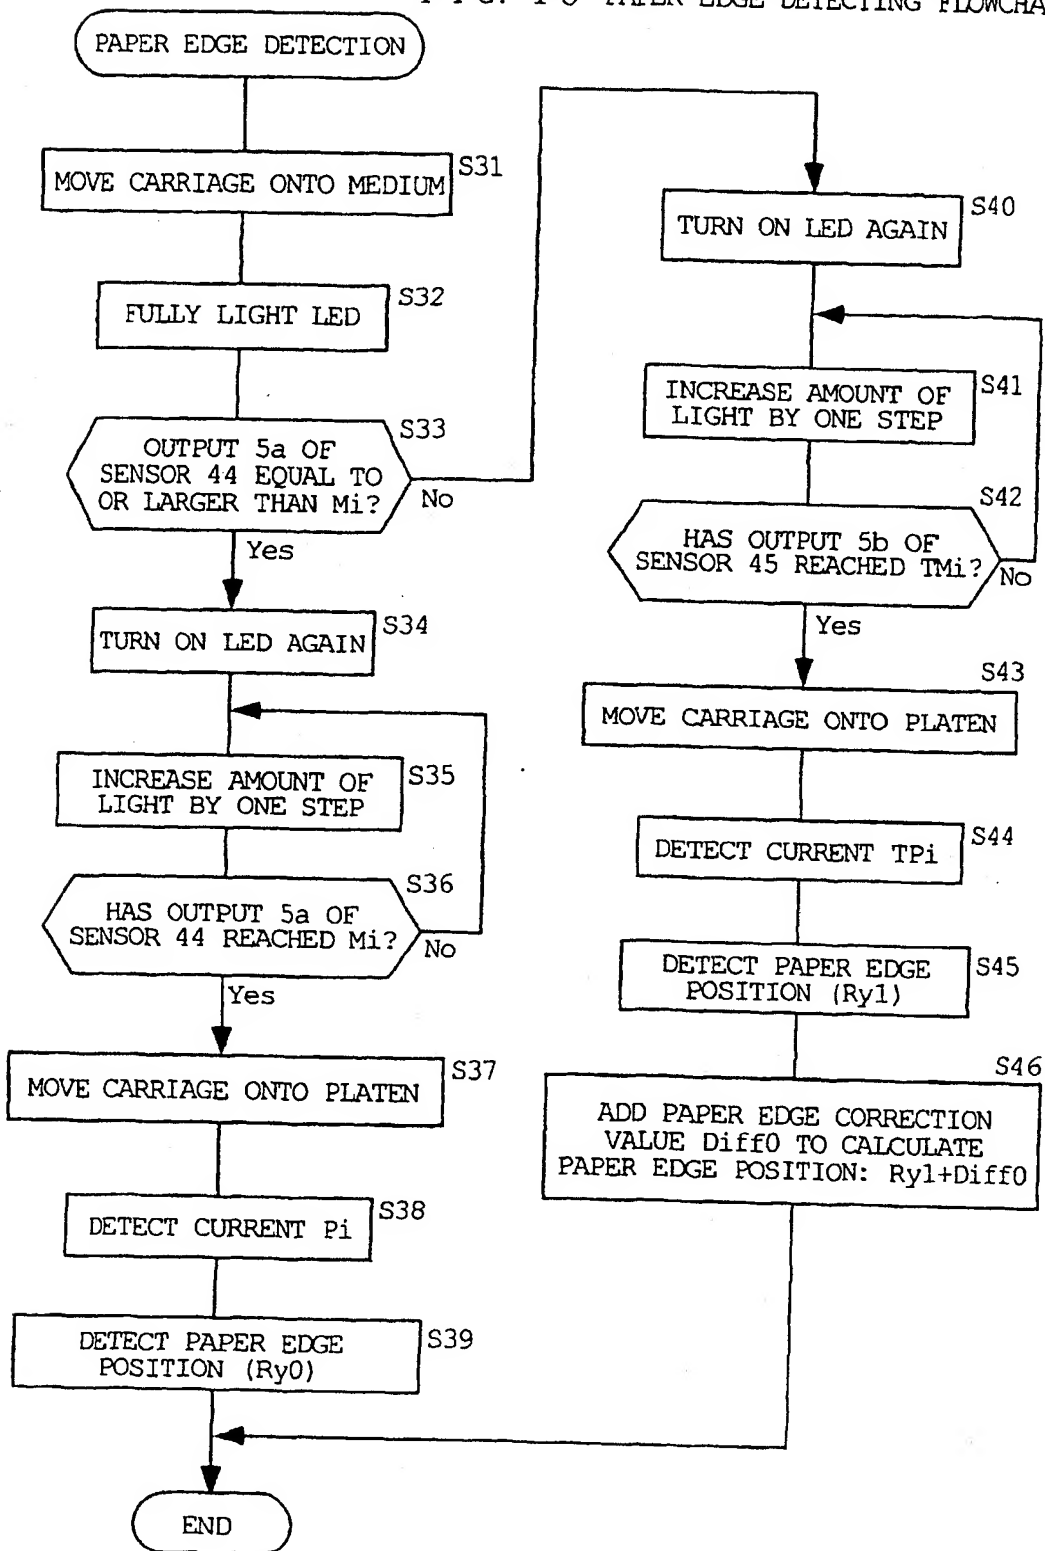 PAPER EDGE DETECTING
PAPER EDGE DETECTION
S31
MOVE CARRIAGE ONTO MEDIUM
S32
FULLY LIGHT LED
S33
OUTPUT 5a OF
SENSOR 44 EQUAL TO
OR LARGER THAN Mi?
No
Yes
S34
TURN ON LED AGAIN
S35
INCREASE AMOUNT OF
LIGHT BY ONE STEP
S36
HAS OUTPUT 5a OF
SENSOR 44 REACHED Mi?
No
Yes
S37
MOVE CARRIAGE ONTO PLATEN
S38
DETECT CURRENT Pi
S39
DETECT PAPER EDGE
POSITION (Ry0)
S40
TURN ON LED AGAIN
S41
INCREASE AMOUNT OF
LIGHT BY ONE STEP
S42
HAS OUTPUT 5b OF
SENSOR 45 REACHED TMi?
No
Yes
S43
MOVE CARRIAGE ONTO PLATEN
S44
DETECT CURRENT TPi
S45
DETECT PAPER EDGE
POSITION (Ry1)
S46
ADD PAPER EDGE CORRECTION
VALUE Diff0 TO CALCULATE
PAPER EDGE POSITION: Ry1+Diff0
END